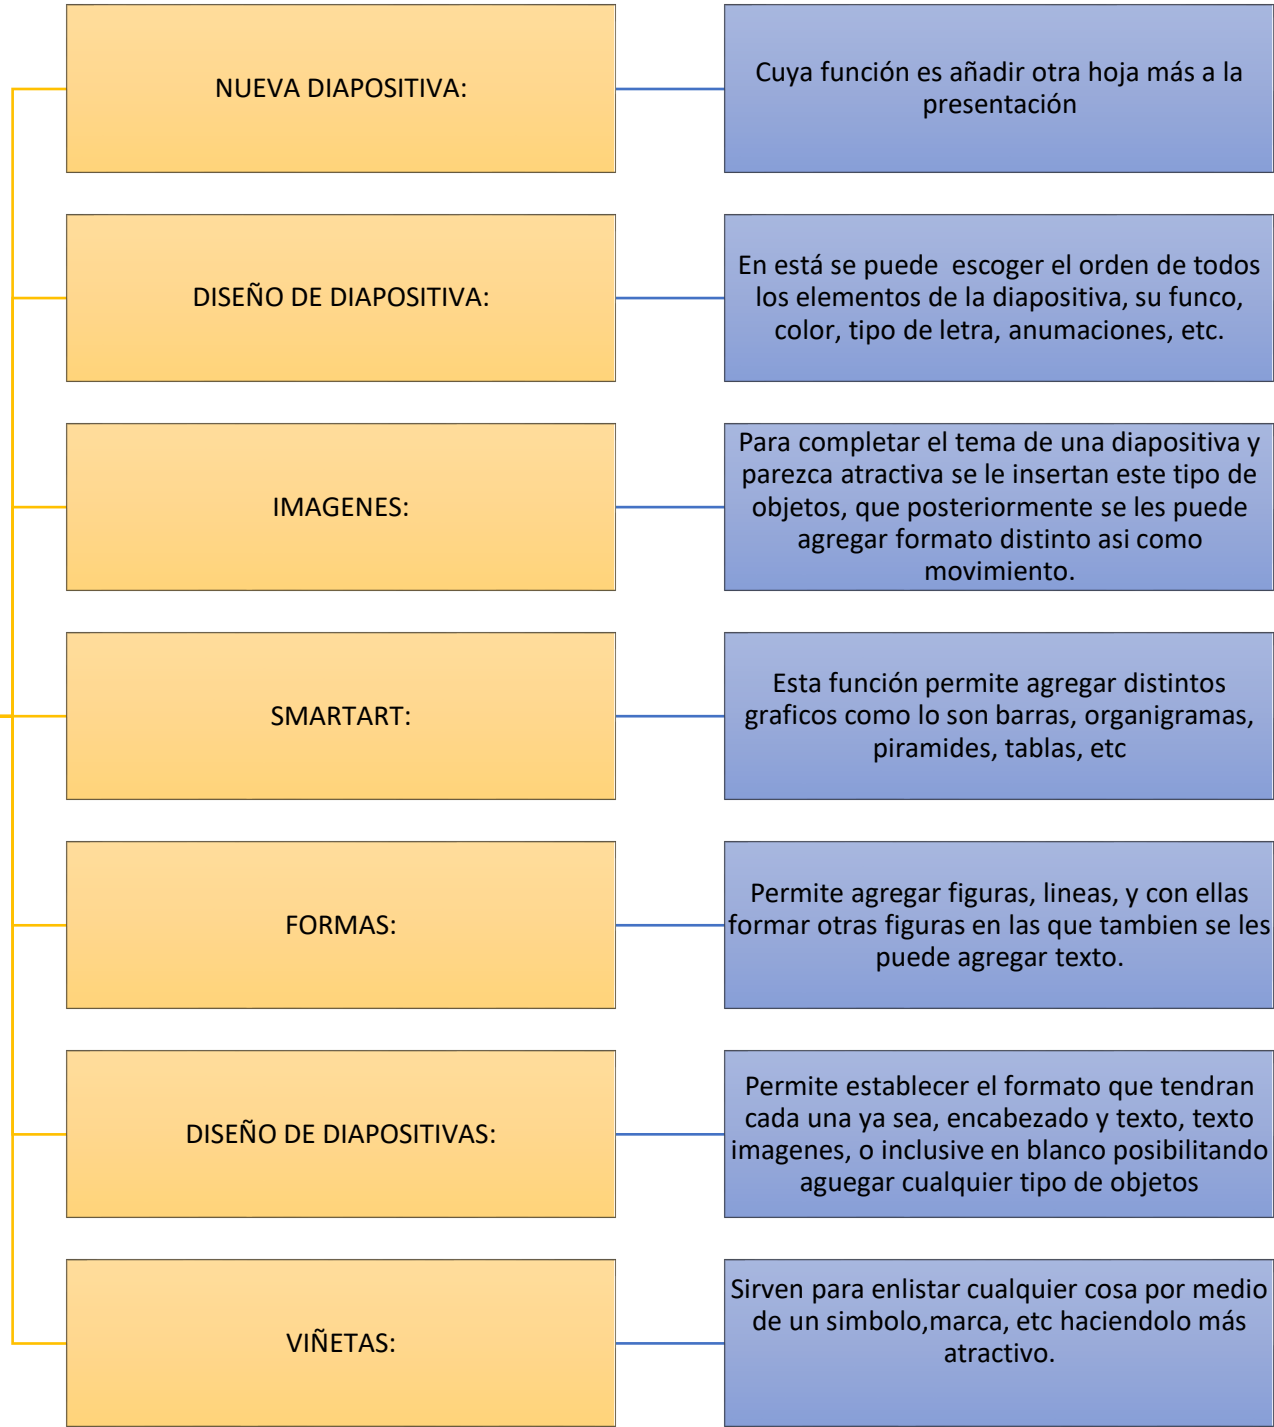 NUEVA DIAPOSITIVA:
Cuya función es añadir otra hoja más a la
presentación
DISEÑO DE DIAPOSITIVA:
En está se puede  escoger el orden de todos
los elementos de la diapositiva, su funco,
color, tipo de letra, anumaciones, etc.
IMAGENES:
Para completar el tema de una diapositiva y
parezca atractiva se le insertan este tipo de
objetos, que posteriormente se les puede
agregar formato distinto asi como
movimiento.
SMARTART:
Esta función permite agregar distintos
graficos como lo son barras, organigramas,
piramides, tablas, etc
FORMAS:
Permite agregar figuras, lineas, y con ellas
formar otras figuras en las que tambien se les
puede agregar texto.
DISEÑO DE DIAPOSITIVAS:
Permite establecer el formato que tendran
cada una ya sea, encabezado y texto, texto
imagenes, o inclusive en blanco posibilitando
aguegar cualquier tipo de objetos
VIÑETAS:
Sirven para enlistar cualquier cosa por medio
de un simbolo,marca, etc haciendolo más
atractivo.